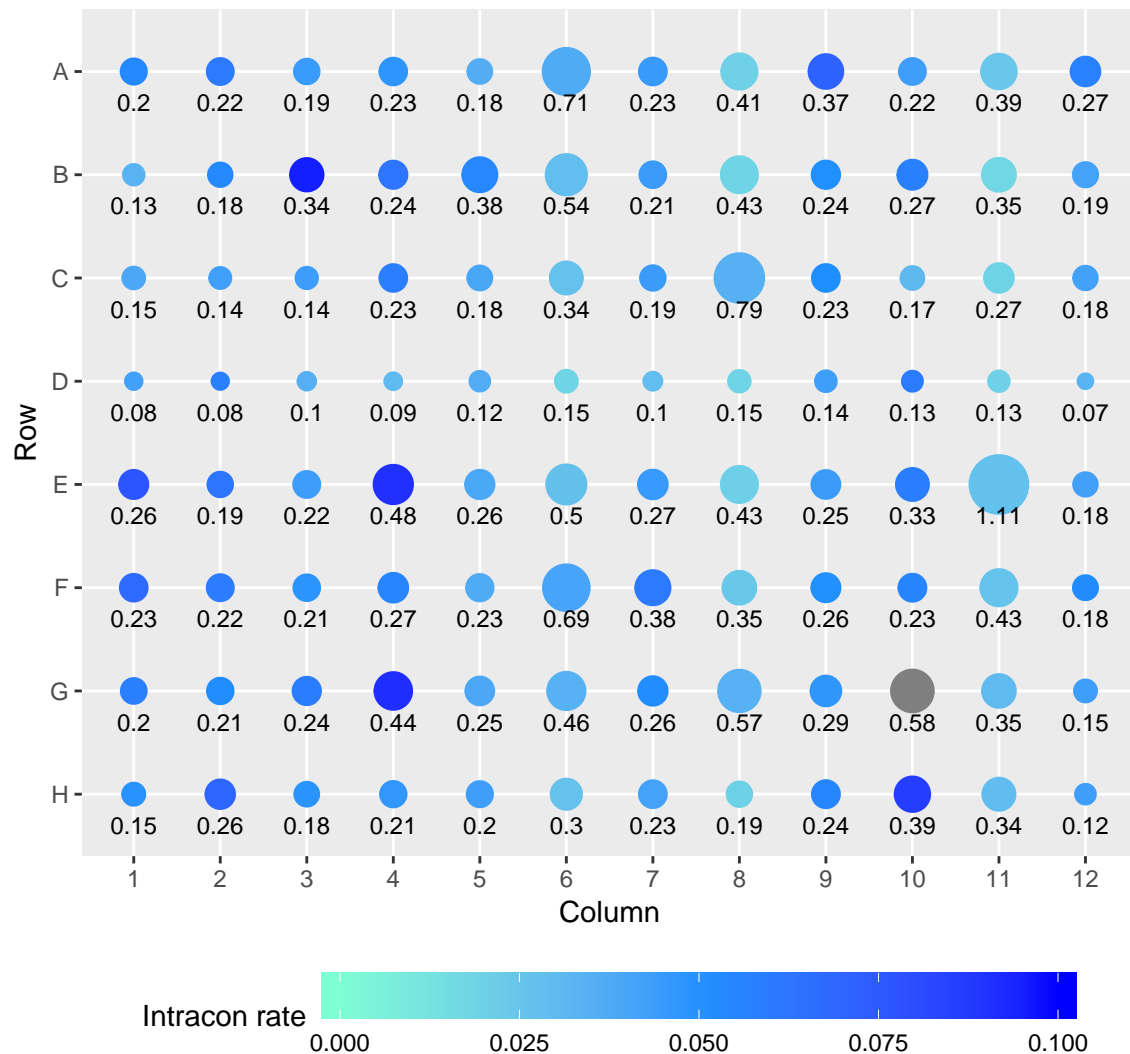 A
0.2 0.22 0.19 0.23 0.18 0.71 0.23 0.41 0.37 0.22 0.39 0.27
B
0.13 0.18 0.34 0.24 0.38 0.54 0.21 0.43 0.24 0.27 0.35 0.19
C
0.15 0.14 0.14 0.23 0.18 0.34 0.19 0.79 0.23 0.17 0.27 0.18
D
0.08 0.08 0.1 0.09 0.12 0.15 0.1 0.15 0.14 0.13 0.13 0.07
Row
E
0.26 0.19 0.22 0.48 0.26 0.5 0.27 0.43 0.25 0.33 1.11 0.18
F
0.23 0.22 0.21 0.27 0.23 0.69 0.38 0.35 0.26 0.23 0.43 0.18
G
0.2 0.21 0.24 0.44 0.25 0.46 0.26 0.57 0.29 0.58 0.35 0.15
H
0.15 0.26 0.18 0.21 0.2 0.3 0.23 0.19 0.24 0.39 0.34 0.12
1 2 3 4 5 6 7 8 9 10 11 12
Column
Intracon rate
0.000 0.025 0.050 0.075 0.100